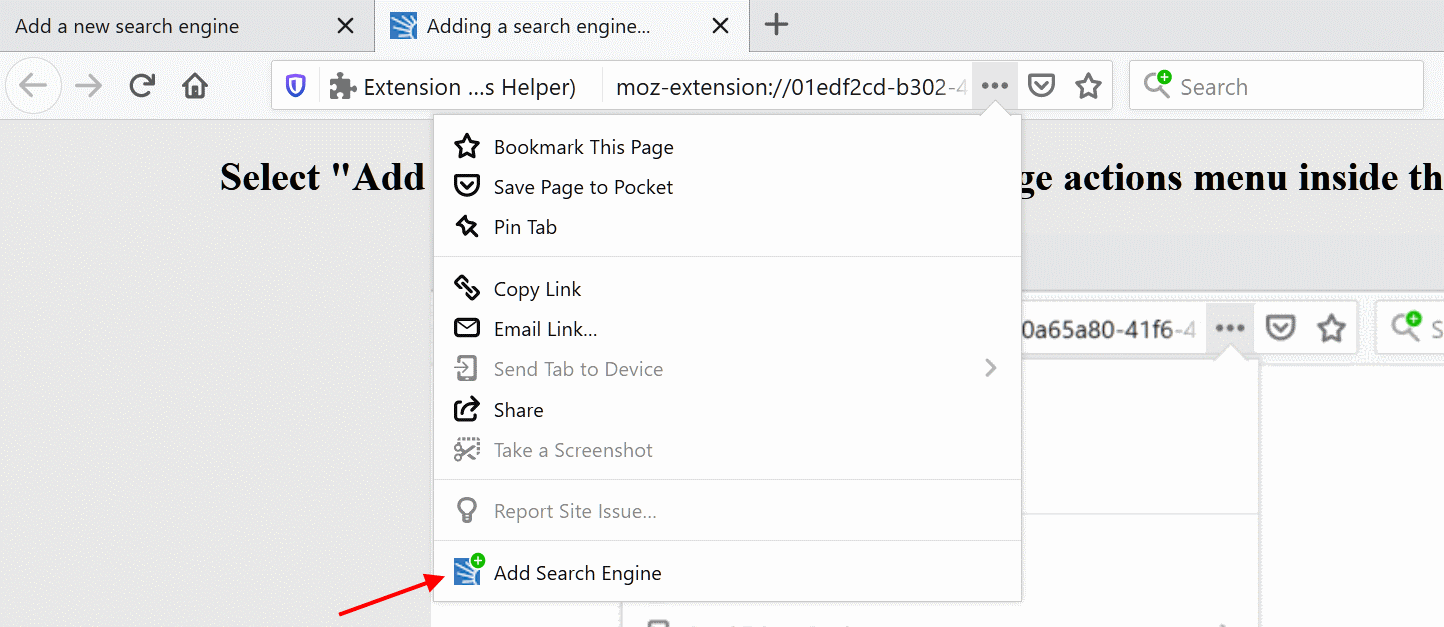 Add a new search engine
Adding a search engine...
Extension ...s Helper)
moz-extension://01edf2cd-b302-4
Search
Select "Add
ge actions menu inside th
Bookmark This Page
Save Page to Pocket
Pin Tab
Copy Link
Email Link...
0a65a80-41f6-4
S
Send Tab to Device
Share
Take a Screenshot
Report Site Issue...
Add Search Engine